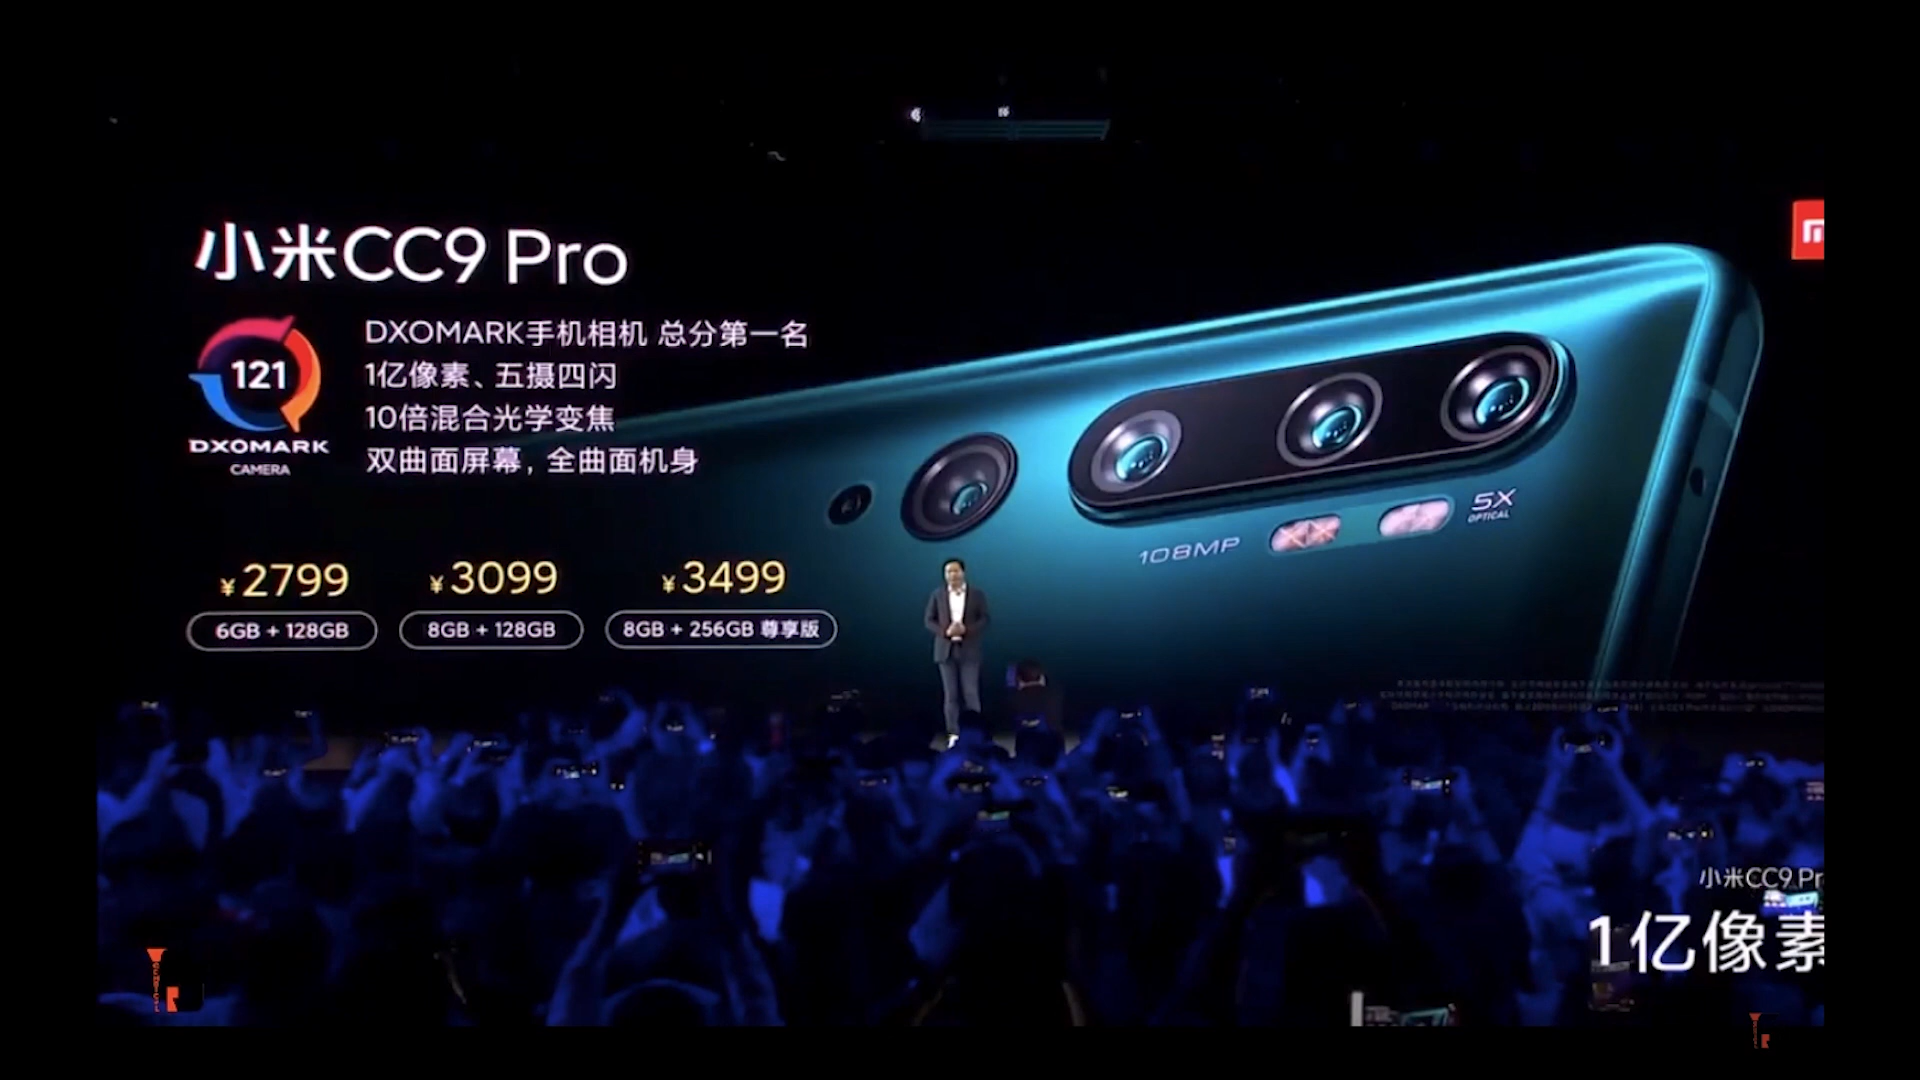 小米CC9 Pro
121
DXOMARK
CAMERA
DXOMARK手机相机 总分第一名
1亿像素、五摄四闪
10倍混合光学变焦
双曲面屏幕，全曲面机身
¥2799
¥3099
¥3499
6GB + 128GB
8GB + 128GB
8GB + 256GB 尊享版
108MP
5X
OPTICAL
小米CC9 Pr
1亿像素